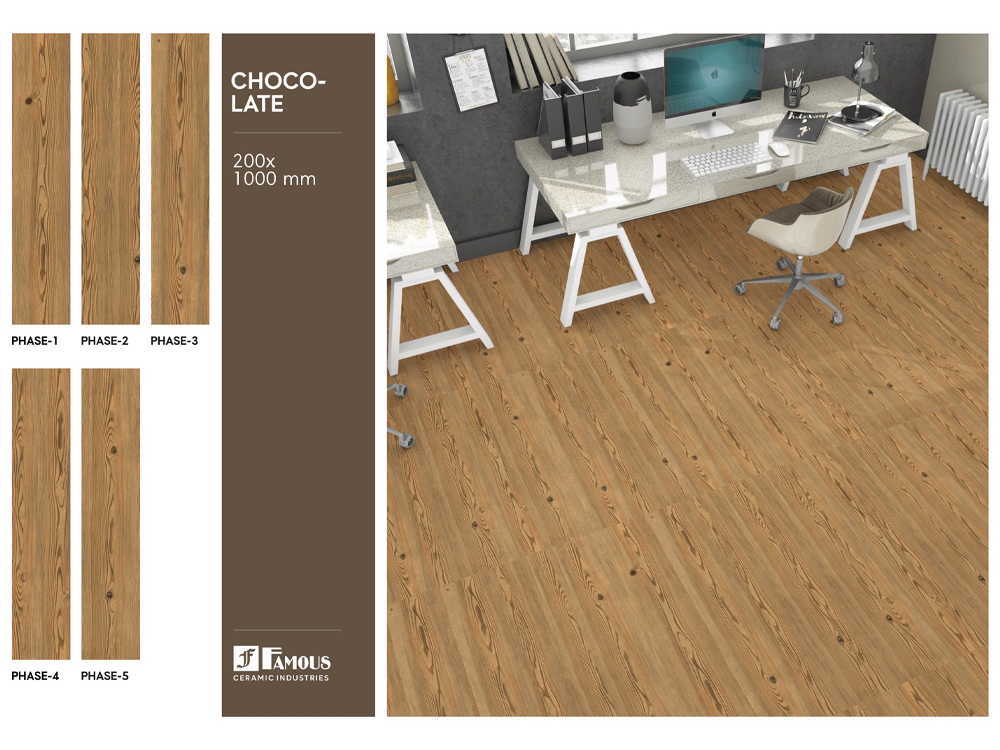 CHOCO-
LATE
200x
1000 mm
PHASE-1
PHASE-2
PHASE-3
PHASE-4
PHASE-5
F FAMOUS
CERAMIC INDUSTRIES